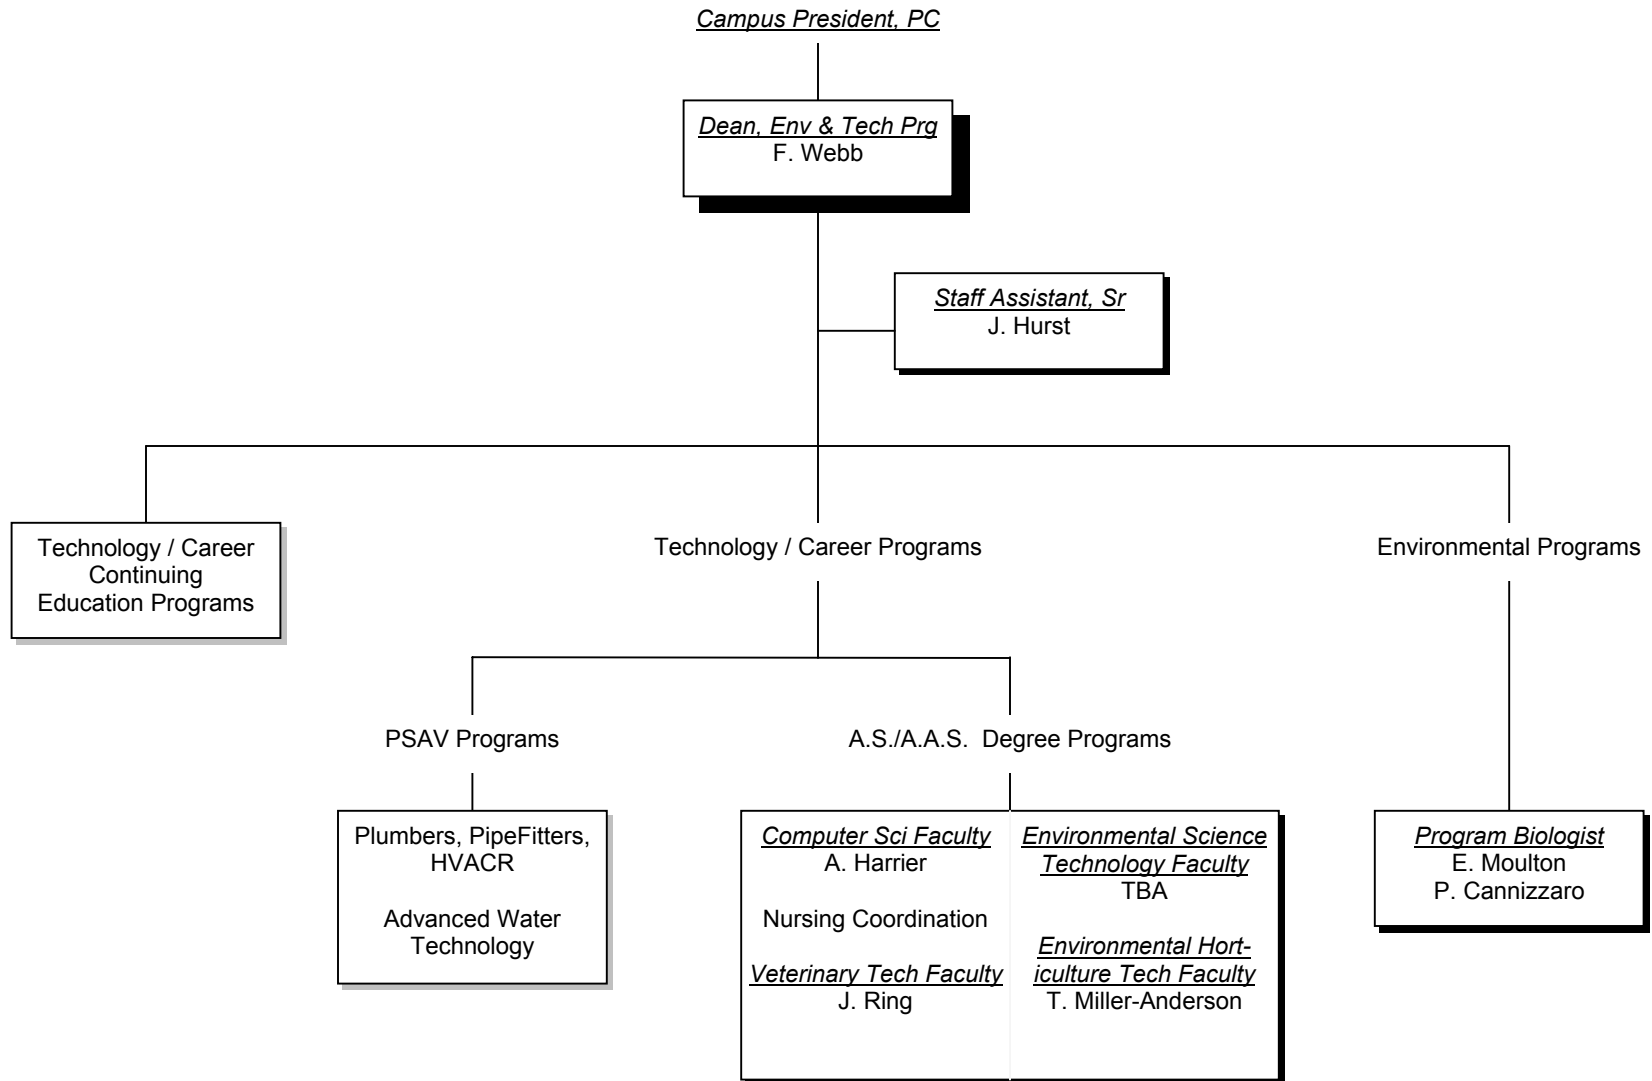 Campus President, PC
Dean, Env & Tech Prg
F. Webb
Staff Assistant, Sr
J. Hurst
Technology / Career
Continuing
Education Programs
Technology / Career Programs
Environmental Programs
PSAV Programs
A.S./A.A.S. Degree Programs
Plumbers, PipeFitters,
HVACR
Advanced Water
Technology
Computer Sci Faculty
A. Harrier
Nursing Coordination
Veterinary Tech Faculty
J. Ring
Environmental Science
Technology Faculty
TBA
Environmental Hort-
iculture Tech Faculty
T. Miller-Anderson
Program Biologist
E. Moulton
P. Cannizzaro